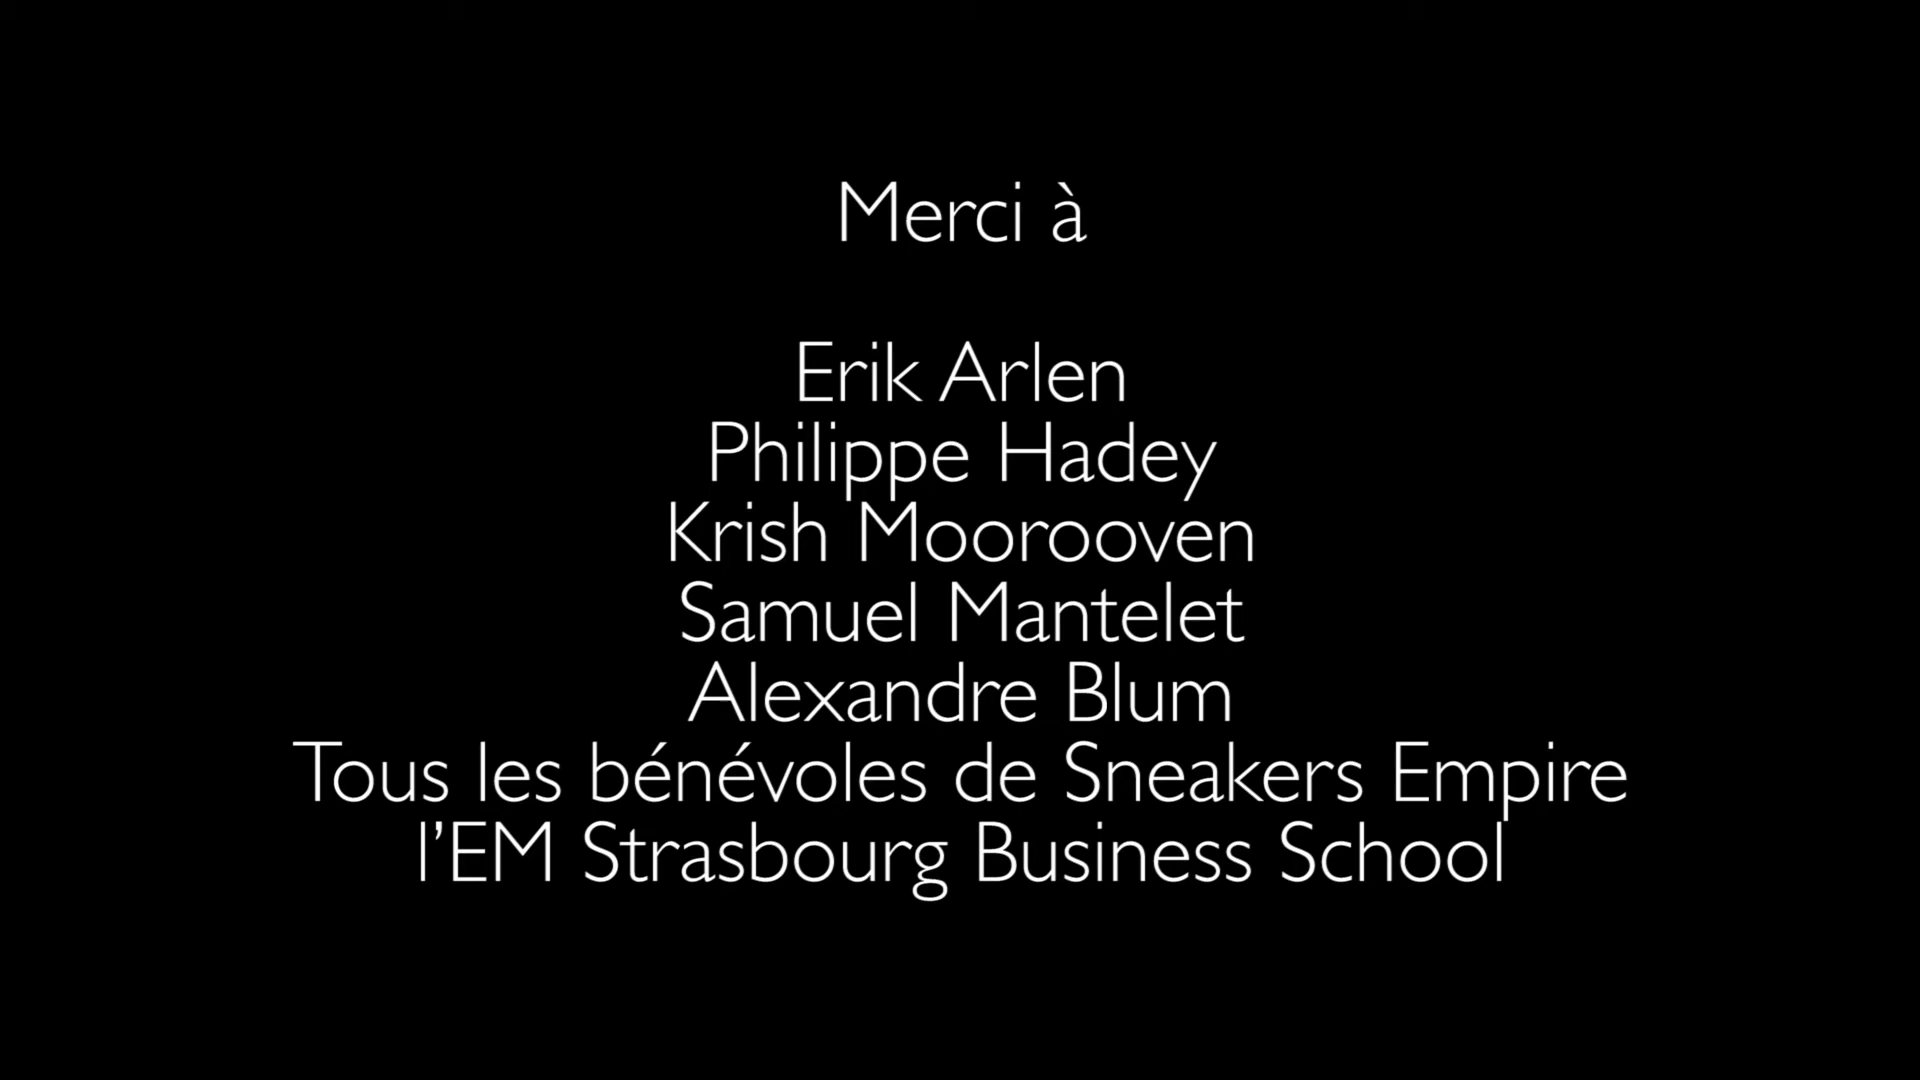 Merci à
Erik Arlen
Philippe Hadey
Krish Moorooven
Samuel Mantelet
Alexandre Blum
Tous les bénévoles de Sneakers Empire
l’EM Strasbourg Business School